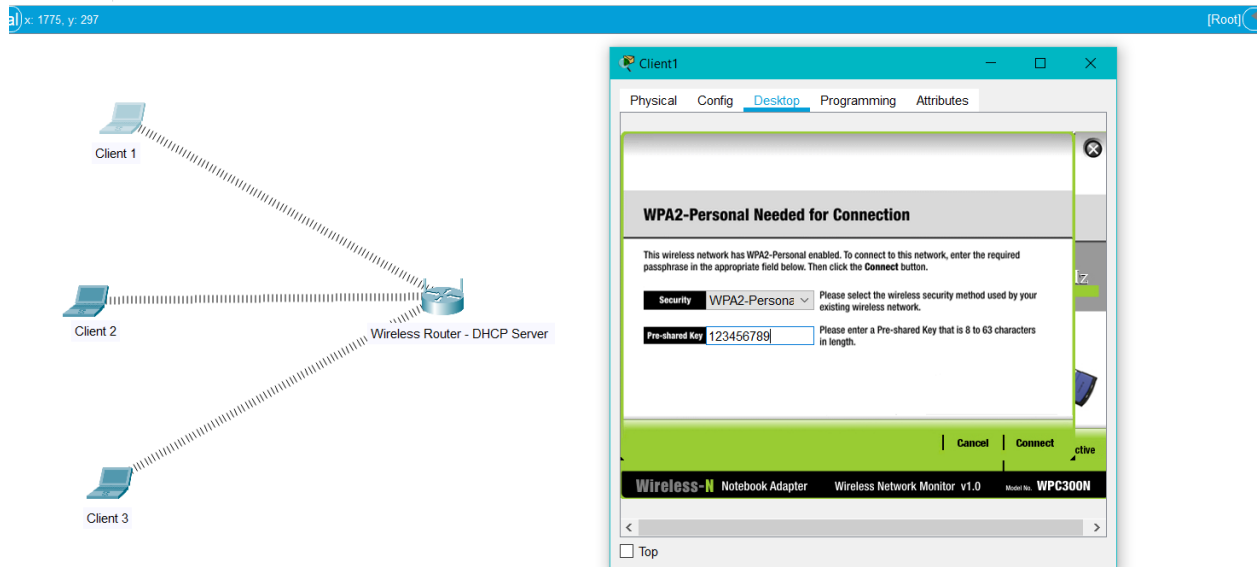 al x: 1775, y: 297
[Root]
Client1
Physical Config Desktop Programming Attributes
Client 1
Client 2
Wireless Router - DHCP Server
Client 3
WPA2-Personal Needed for Connection
This wireless network has WPA2-Personal enabled. To connect to this network, enter the required
passphrase in the appropriate field below. Then click the Connect button.
Security WPA2-Persona Please select the wireless security method used by your
existing wireless network.
Pre-shared Key 123456789 Please enter a Pre-shared Key that is 8 to 63 characters
in length.
Cancel Connect
ctive
Wireless-N Notebook Adapter Wireless Network Monitor v1.0 Model No. WPC300N
Top